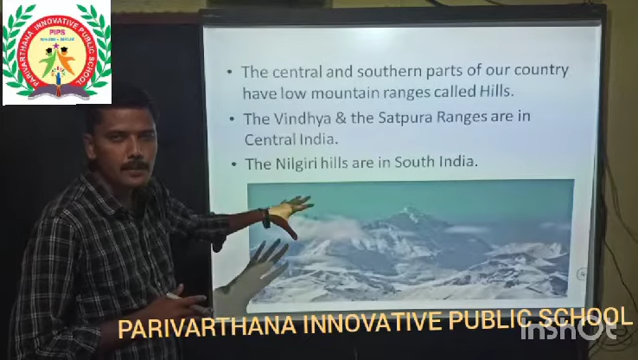 PARIVARTHANA INNOVATIVE PUBLIC SCHOOL
PIPS
• The central and southern parts of our country
have low mountain ranges called Hills.
• The Vindhya & the Satpura Ranges are in
Central India.
• The Nilgiri hills are in South India.
PARIVARTHANA INNOVATIVE PUBLIC SCHOOL
InShOt